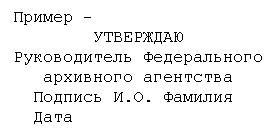 Пример -
УТВЕРЖДАЮ
Руководитель Федерального
архивного агентства
Подпись И.О. Фамилия
Дата